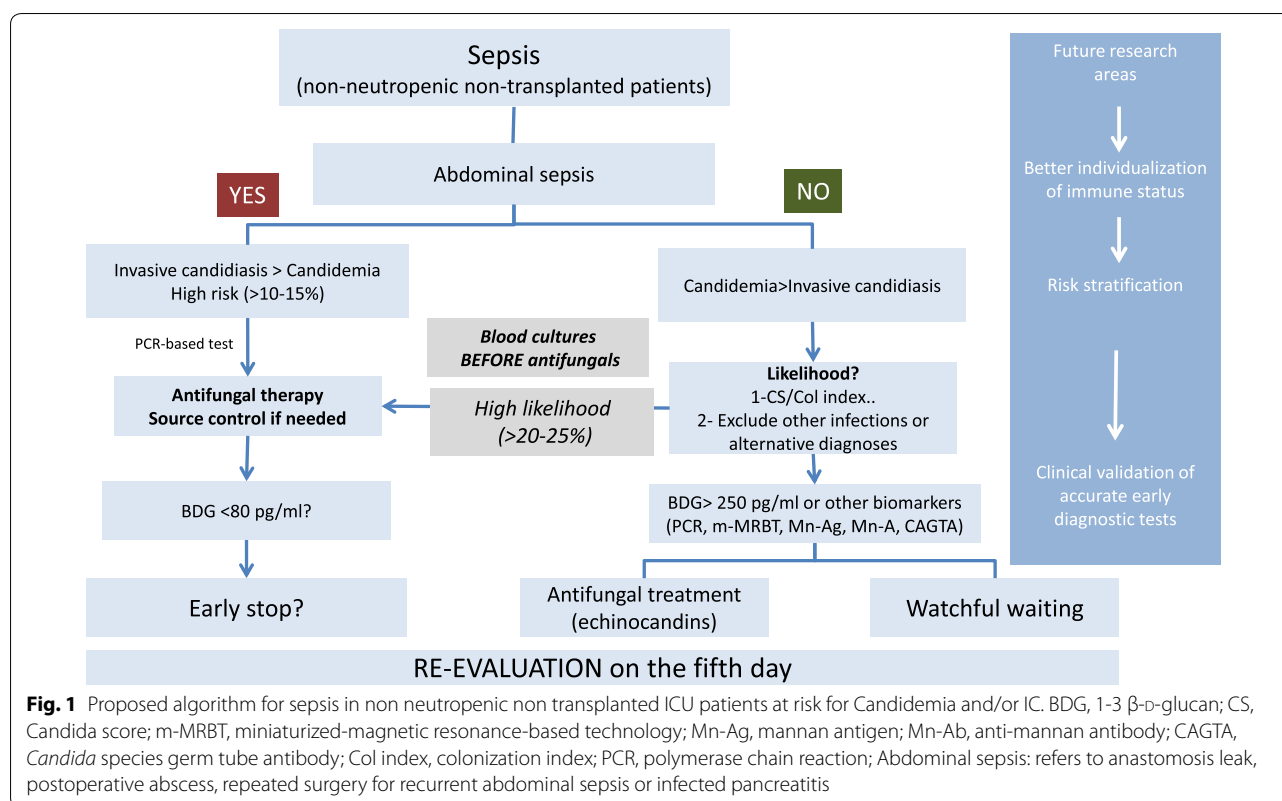 Sepsis
(non-neutropenic non-transplanted patients)
Abdominal sepsis
YES
NO
Invasive candidiasis > Candidemia
High risk (>10-15%)
Candidemia>Invasive candidiasis
PCR-based test
Blood cultures
BEFORE antifungals
Antifungal therapy
Source control if needed
High likelihood
(>20-25%)
Likelihood?
1-CS/Col index..
2- Exclude other infections or
alternative diagnoses
BDG <80 pg/ml?
BDG> 250 pg/ml or other biomarkers
(PCR, m-MRBT, Mn-Ag, Mn-A, CAGTA)
Early stop?
Antifungal treatment
(echinocandins)
Watchful waiting
RE-EVALUATION on the fifth day
Future research
areas
Better individualization
of immune status
Risk stratification
Clinical validation of
accurate early
diagnostic tests
Fig. 1 Proposed algorithm for sepsis in non neutropenic non transplanted ICU patients at risk for Candidemia and/or IC. BDG, 1-3 β-D-glucan; CS,
Candida score; m-MRBT, miniaturized-magnetic resonance-based technology; Mn-Ag, mannan antigen; Mn-Ab, anti-mannan antibody; CAGTA,
Candida species germ tube antibody; Col index, colonization index; PCR, polymerase chain reaction; Abdominal sepsis: refers to anastomosis leak,
postoperative abscess, repeated surgery for recurrent abdominal sepsis or infected pancreatitis